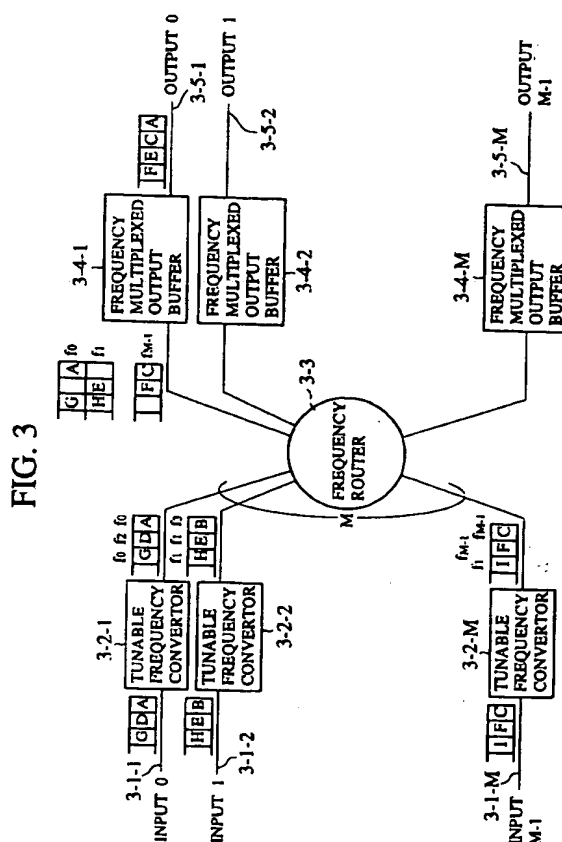 FIG. 3
INPUT 0
3-1-1
G D A
3-2-1
TUNABLE
FREQUENCY
CONVERTOR
f0 f2 f0
G D A
INPUT 1
3-1-2
H E B
TUNABLE
FREQUENCY
CONVERTOR
3-2-2
f1 f1 f3
H E B
INPUT
M-1
3-1-M
I F C
3-2-M
TUNABLE
FREQUENCY
CONVERTOR
fM-1
f1 fM-1
I F C
M
FREQUENCY
ROUTER
3-3
G A f0
H E f1
F C fM-1
3-4-1
FREQUENCY
MULTIPLEXED
OUTPUT
BUFFER
F E C A
OUTPUT 0
3-5-1
FREQUENCY
MULTIPLEXED
OUTPUT
BUFFER
3-4-2
OUTPUT 1
3-5-2
3-4-M
FREQUENCY
MULTIPLEXED
OUTPUT
BUFFER
3-5-M
OUTPUT
M-1